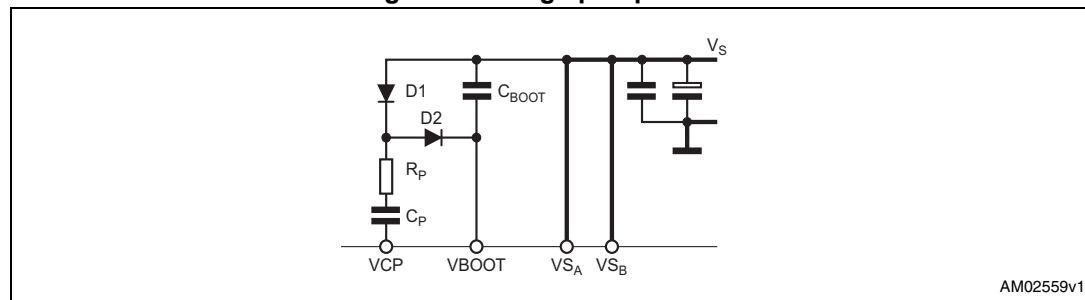 V_S
D1
C_BOOT
D2
R_P
C_P
VCP VBOOT VS_A VS_B
AM02559v1